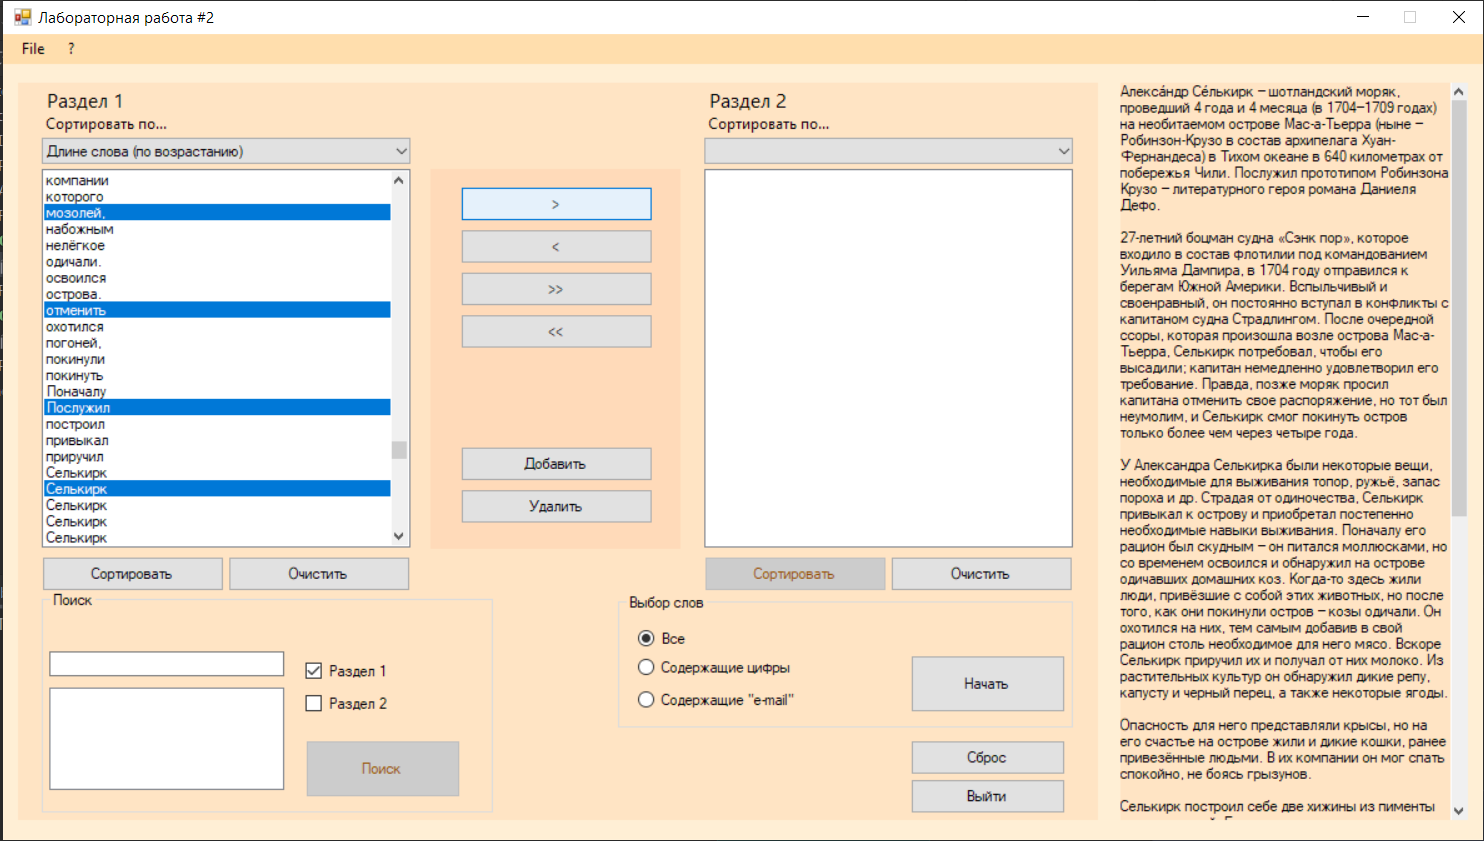 Лабораторная работа #2
File ?
Раздел 1
Сортировать по...
Длине слова (по возрастанию)
компании
которого
мозолей,
набожным
нелёгкое
одичали.
освоился
острова.
отменить
охотился
погоней,
покинули
покинуть
Поначалу
Послужил
построил
привыкал
приручил
Селькирк
Селькирк
Селькирк
Селькирк
Селькирк
Сортировать
Очистить
>
<
>>
<<
Добавить
Удалить
Раздел 2
Сортировать по...
Сортировать
Очистить
Поиск
Раздел 1
Раздел 2
Поиск
Выбор слов
Все
Содержащие цифры
Содержащие "e-mail"
Начать
Сброс
Выйти
Алекса́ндр Се́лькирк – шотландский моряк,
проведший 4 года и 4 месяца (в 1704–1709 годах)
на необитаемом острове Мас-а-Тьерра (ныне –
Робинзон-Крузо в состав архипелага Хуан-
Фернандеса) в Тихом океане в 640 километрах от
побережья Чили. Послужил прототипом Робинзона
Крузо – литературного героя романа Даниеля
Дефо.
27-летний боцман судна «Сэнк пор», которое
входило в состав флотилии под командованием
Уильяма Дампира, в 1704 году отправился к
берегам Южной Америки. Вспыльчивый и
своенравный, он постоянно вступал в конфликты с
капитаном судна Страдлингом. После очередной
ссоры, которая произошла возле острова Мас-а-
Тьерра, Селькирк потребовал, чтобы его
высадили; капитан немедленно удовлетворил его
требование. Правда, позже моряк просил
капитана отменить свое распоряжение, но тот был
неумолим, и Селькирк смог покинуть остров
только более чем через четыре года.
У Александра Селькирка были некоторые вещи,
необходимые для выживания топор, ружьё, запас
пороха и др. Страдая от одиночества, Селькирк
привыкал к острову и приобретал постепенно
необходимые навыки выживания. Поначалу его
рацион был скудным – он питался моллюсками, но
со временем освоился и обнаружил на острове
одичавших домашних коз. Когда-то здесь жили
люди, привёзшие с собой этих животных, но после
того, как они покинули остров – козы одичали. Он
охотился на них, тем самым добавив в свой
рацион столь необходимое для него мясо. Вскоре
Селькирк приручил их и получал от них молоко. Из
растительных культур он обнаружил дикие репу,
капусту и черный перец, а также некоторые ягоды.
Опасность для него представляли крысы, но на
его счастье на острове жили и дикие кошки, ранее
привезённые людьми. В их компании он мог спать
спокойно, не боясь грызунов.
Селькирк построил себе две хижины из пименты